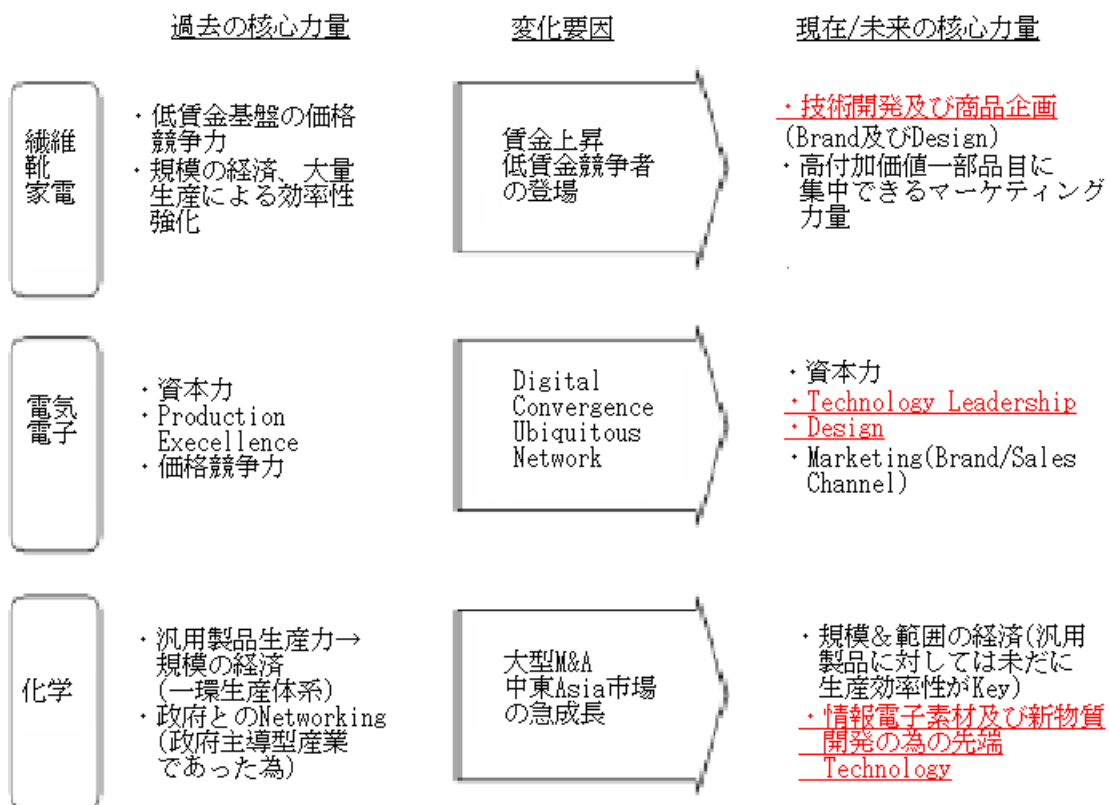 過去の核心力量
変化要因
現在/未来の核心力量
繊維
靴
家電
・低賃金基盤の価格
競争力
・規模の経済、大量
生産による効率性
強化
賃金上昇
低賃金競争者
の登場
・技術開発及び商品企画
(Brand及びDesign)
・高付加価値一部品目に
集中できるマーケティング
力量
電気
電子
・資本力
・Production
Execellence
・価格競争力
Digital
Convergence
Ubiquitous
Network
・資本力
・Technology Leadership
・Design
・Marketing(Brand/Sales
Channel)
化学
・汎用製品生産力→
規模の経済
(一環生産体系)
・政府とのNetworking
(政府主導型産業
であった為)
大型M&A
中東Asia市場
の急成長
・規模&範囲の経済(汎用
製品に対しては未だに
生産効率性がKey)
・情報電子素材及び新物質
開発の為の先端
Technology